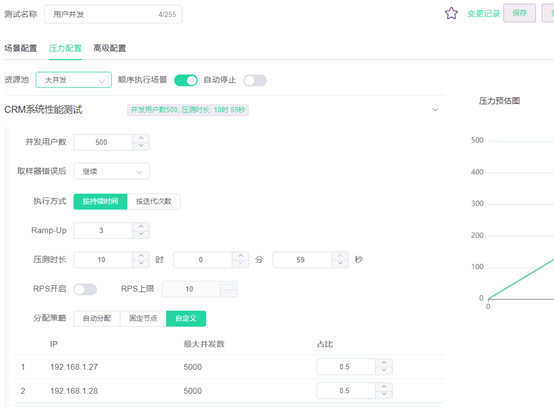 测试名称 用户并发 4/255 变更记录 保存
场景配置 压力配置 高级配置
资源池 大并发 顺序执行场景 自动停止
CRM系统性能测试 并发用户数500, 压测时长: 10时 59秒
压力预估图
并发用户数 500
取样器错误后 继续
执行方式 按持续时间 按迭代次数
Ramp-Up 3
压测时长 10 时 0 分 59 秒
RPS开启 RPS上限 10
分配策略 自动分配 固定节点 自定义
IP 最大并发数 占比
1 192.168.1.27 5000 0.5
2 192.168.1.28 5000 0.5
500
400
300
200
100
0
0